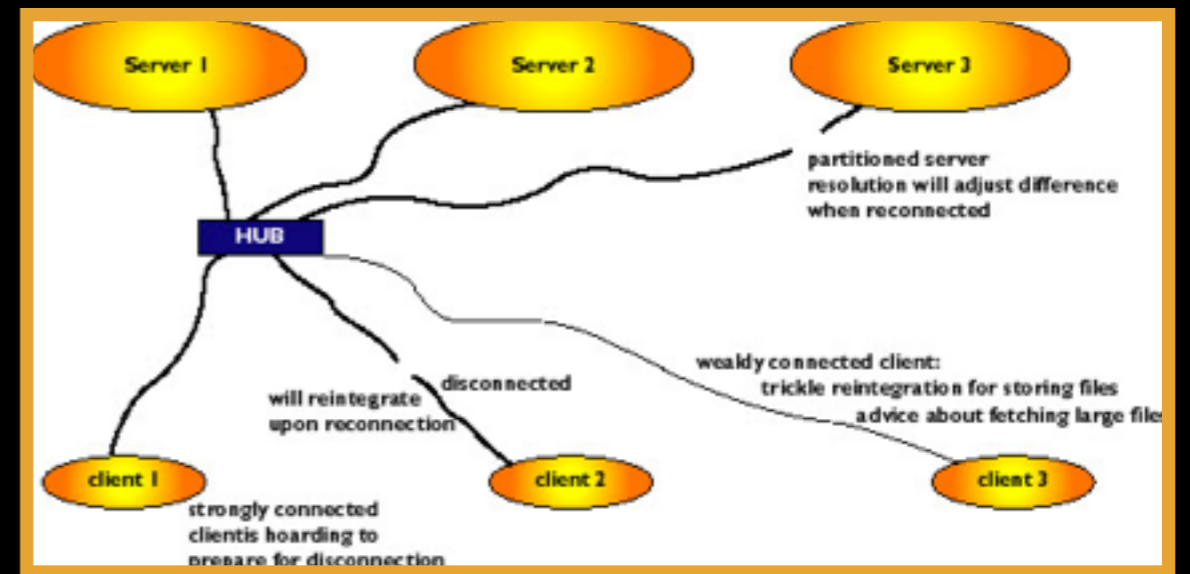 Server 1
Server 2
Server 3
partitioned server
resolution will adjust difference
when reconnected
HUB
weakly connected client:
trickle reintegration for storing files
advice about fetching large files
disconnected
will reintegrate
upon reconnection
client 1
client 2
client 3
strongly connected
clientis hoarding to
prepare for disconnection